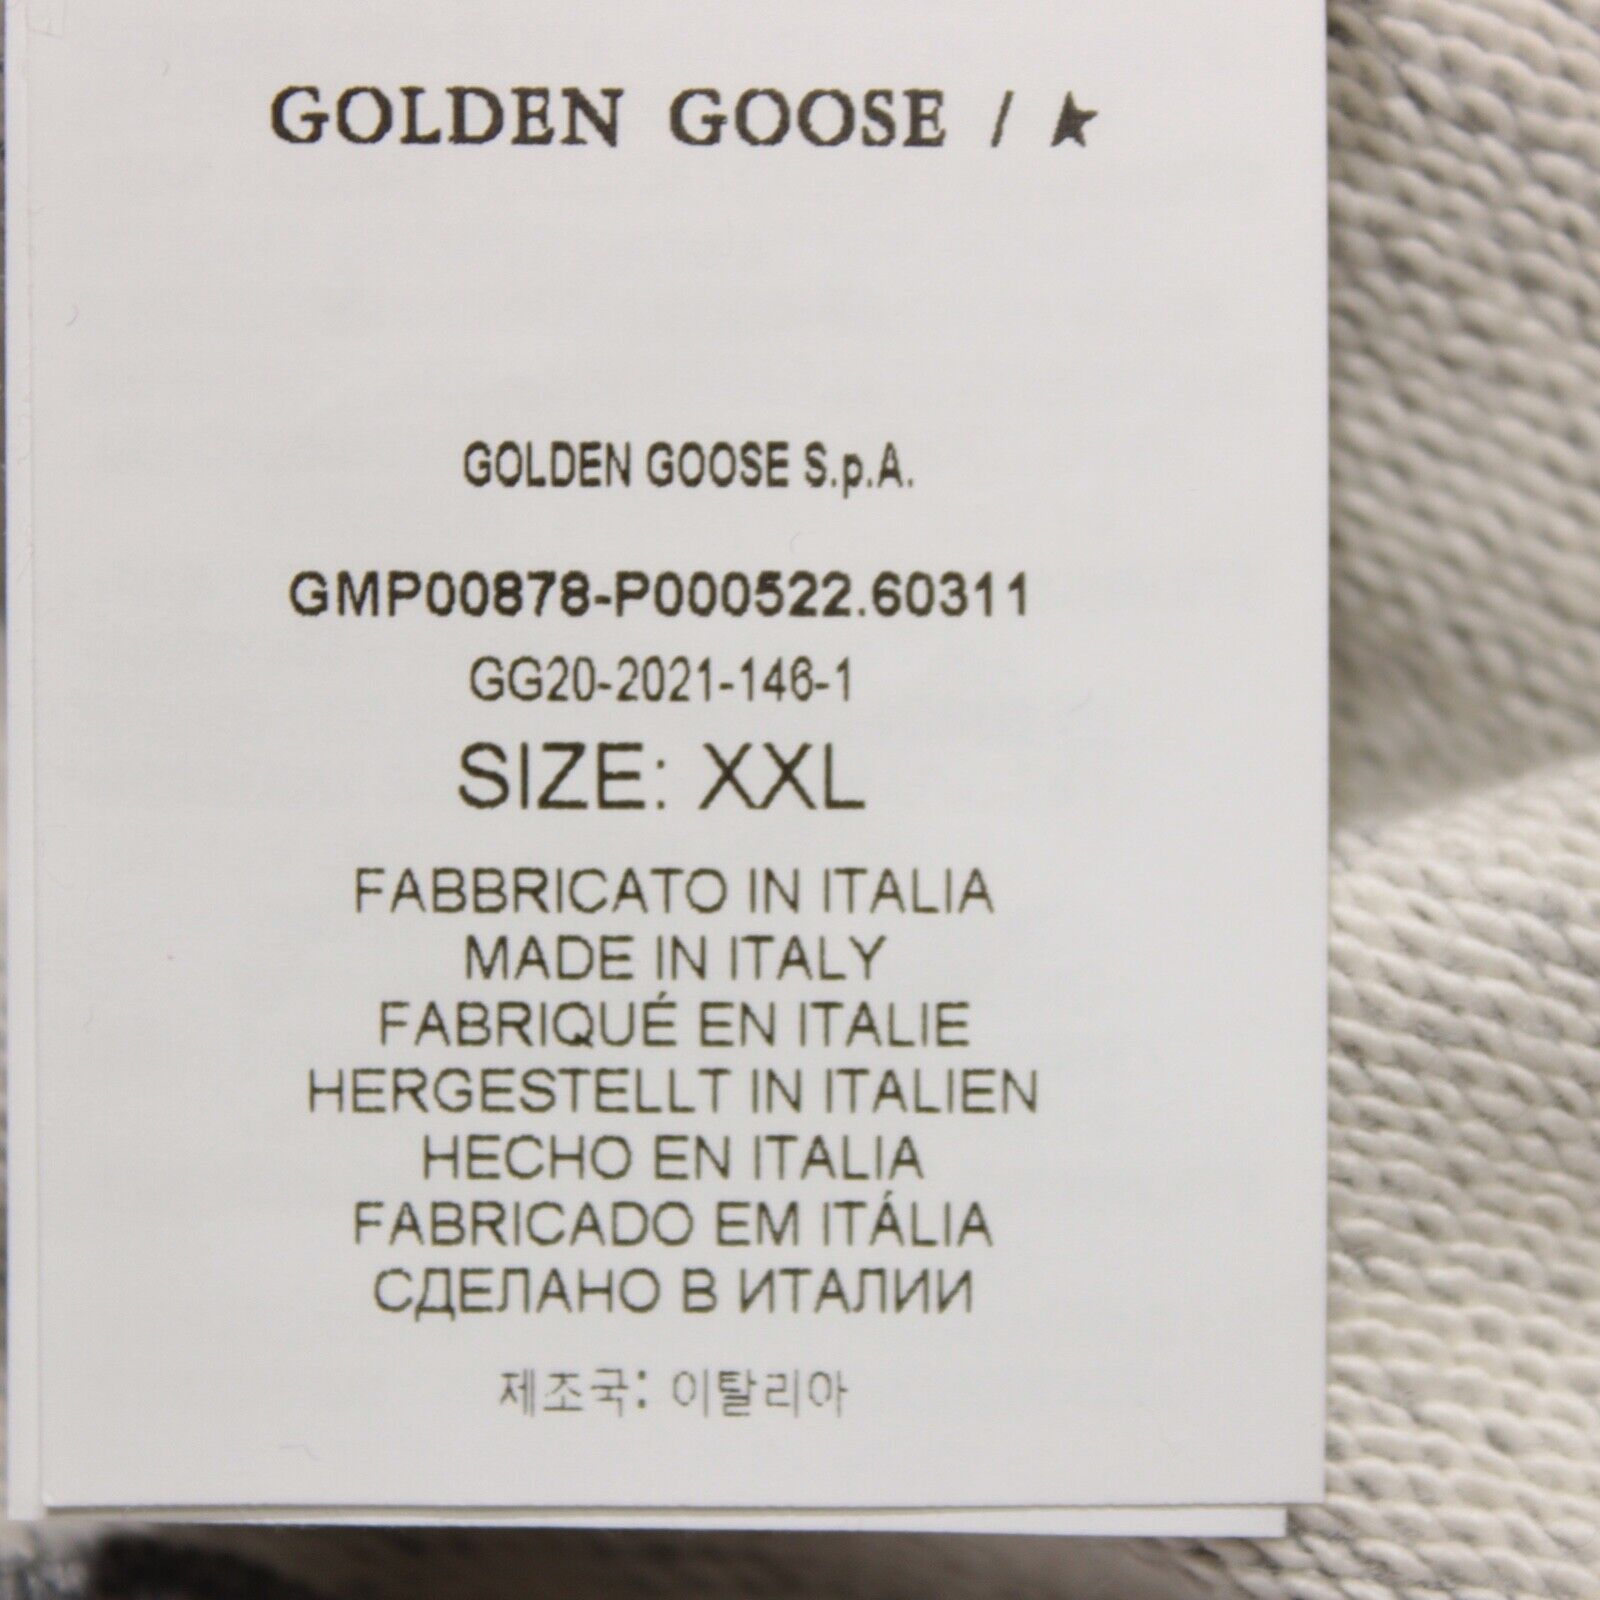 GOLDEN GOOSE / ★
GOLDEN GOOSE S.p.A.
GMP00878-P000522.60311
GG20-2021-146-1
SIZE: XXL
FABBRICATO IN ITALIA
MADE IN ITALY
FABRIQUÉ EN ITALIE
HERGESTELLT IN ITALIEN
HECHO EN ITALIA
FABRICADO EM ITÁLIA
СДЕЛАНО В ИТАЛИИ
제조국: 이탈리아